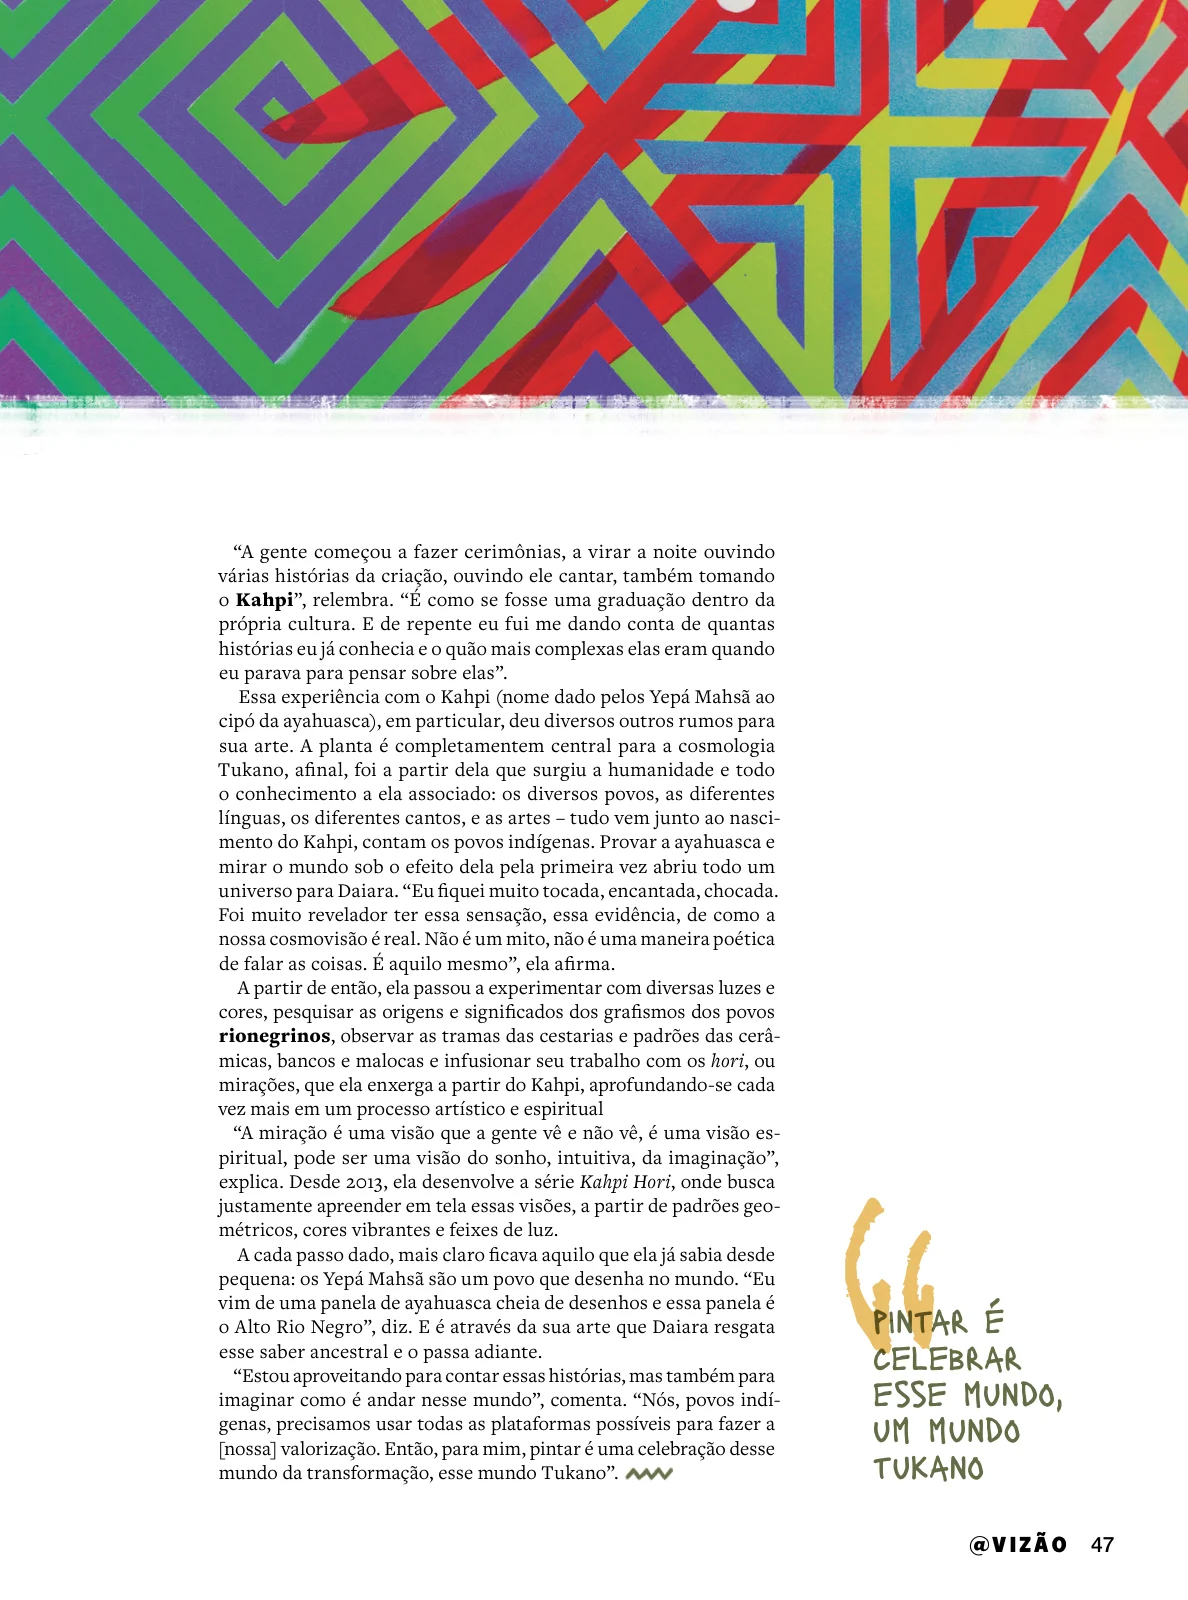 “A gente começou a fazer cerimônias, a virar a noite ouvindo
várias histórias da criação, ouvindo ele cantar, também tomando
o Kahpi”, relembra. “É como se fosse uma graduação dentro da
própria cultura. E de repente eu fui me dando conta de quantas
histórias eu já conhecia e o quão mais complexas elas eram quando
eu parava para pensar sobre elas”.
Essa experiência com o Kahpi (nome dado pelos Yepá Mahsã ao
cipó da ayahuasca), em particular, deu diversos outros rumos para
sua arte. A planta é completamentem central para a cosmologia
Tukano, afinal, foi a partir dela que surgiu a humanidade e todo
o conhecimento a ela associado: os diversos povos, as diferentes
línguas, os diferentes cantos, e as artes – tudo vem junto ao nasci-
mento do Kahpi, contam os povos indígenas. Provar a ayahuasca e
mirar o mundo sob o efeito dela pela primeira vez abriu todo um
universo para Daiara. “Eu fiquei muito tocada, encantada, chocada.
Foi muito revelador ter essa sensação, essa evidência, de como a
nossa cosmovisão é real. Não é um mito, não é uma maneira poética
de falar as coisas. É aquilo mesmo”, ela afirma.
A partir de então, ela passou a experimentar com diversas luzes e
cores, pesquisar as origens e significados dos grafismos dos povos
rionegrinos, observar as tramas das cestarias e padrões das cerâ-
micas, bancos e malocas e infusionar seu trabalho com os hori, ou
mirações, que ela enxerga a partir do Kahpi, aprofundando-se cada
vez mais em um processo artístico e espiritual
“A miração é uma visão que a gente vê e não vê, é uma visão es-
piritual, pode ser uma visão do sonho, intuitiva, da imaginação”,
explica. Desde 2013, ela desenvolve a série Kahpi Hori, onde busca
justamente apreender em tela essas visões, a partir de padrões geo-
métricos, cores vibrantes e feixes de luz.
A cada passo dado, mais claro ficava aquilo que ela já sabia desde
pequena: os Yepá Mahsã são um povo que desenha no mundo. “Eu
vim de uma panela de ayahuasca cheia de desenhos e essa panela é
o Alto Rio Negro”, diz. E é através da sua arte que Daiara resgata
esse saber ancestral e o passa adiante.
“Estou aproveitando para contar essas histórias, mas também para
imaginar como é andar nesse mundo”, comenta. “Nós, povos indí-
genas, precisamos usar todas as plataformas possíveis para fazer a
[nossa] valorização. Então, para mim, pintar é uma celebração desse
mundo da transformação, esse mundo Tukano”.
“PINTAR É
CELEBRAR
ESSE MUNDO,
UM MUNDO
TUKANO
@VIZÃO 47